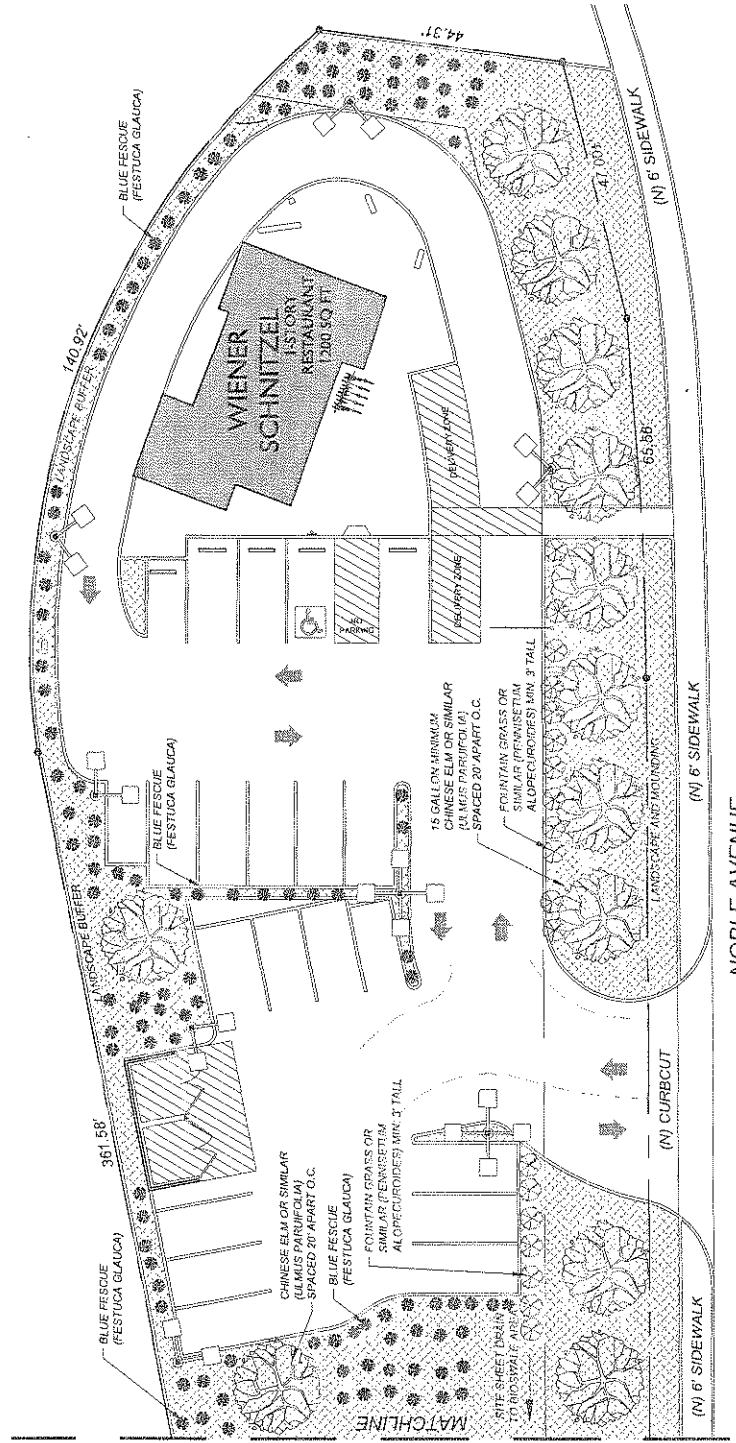 BLUE FESCUE
(FESTUCA GLAUCA)
44.31'
140.92'
LANDSCAPE BUFFER
47.00'
(N) 6' SIDEWALK
WIENER
SCHNITZEL
1-STORY
RESTAURANT
1200 SQ FT
65.58'
DELIVERY ZONE
DELIVERY ZONE
NO
PARKING
15 GALLON MINIMUM
CHINESE ELM OR SIMILAR
(ULMUS PARUIFOLIA)
SPACED 20' APART O.C.
FOUNTAIN GRASS OR
SIMILAR (PENNISETUM
ALOPECUROIDES) MIN. 3' TALL
LANDSCAPE AND MOUNDING
(N) 6' SIDEWALK
BLUE FESCUE
(FESTUCA GLAUCA)
LANDSCAPE BUFFER
NOBLE AVENUE
361.58'
(N) CURBCUT
BLUE FESCUE
(FESTUCA GLAUCA)
CHINESE ELM OR SIMILAR
(ULMUS PARUIFOLIA)
SPACED 20' APART O.C.
BLUE FESCUE
(FESTUCA GLAUCA)
FOUNTAIN GRASS OR
SIMILAR (PENNISETUM
ALOPECUROIDES) MIN. 3' TALL
SITE SHEET DRAIN
TO BIOSWALE AREA
MATCHLINE
(N) 6' SIDEWALK